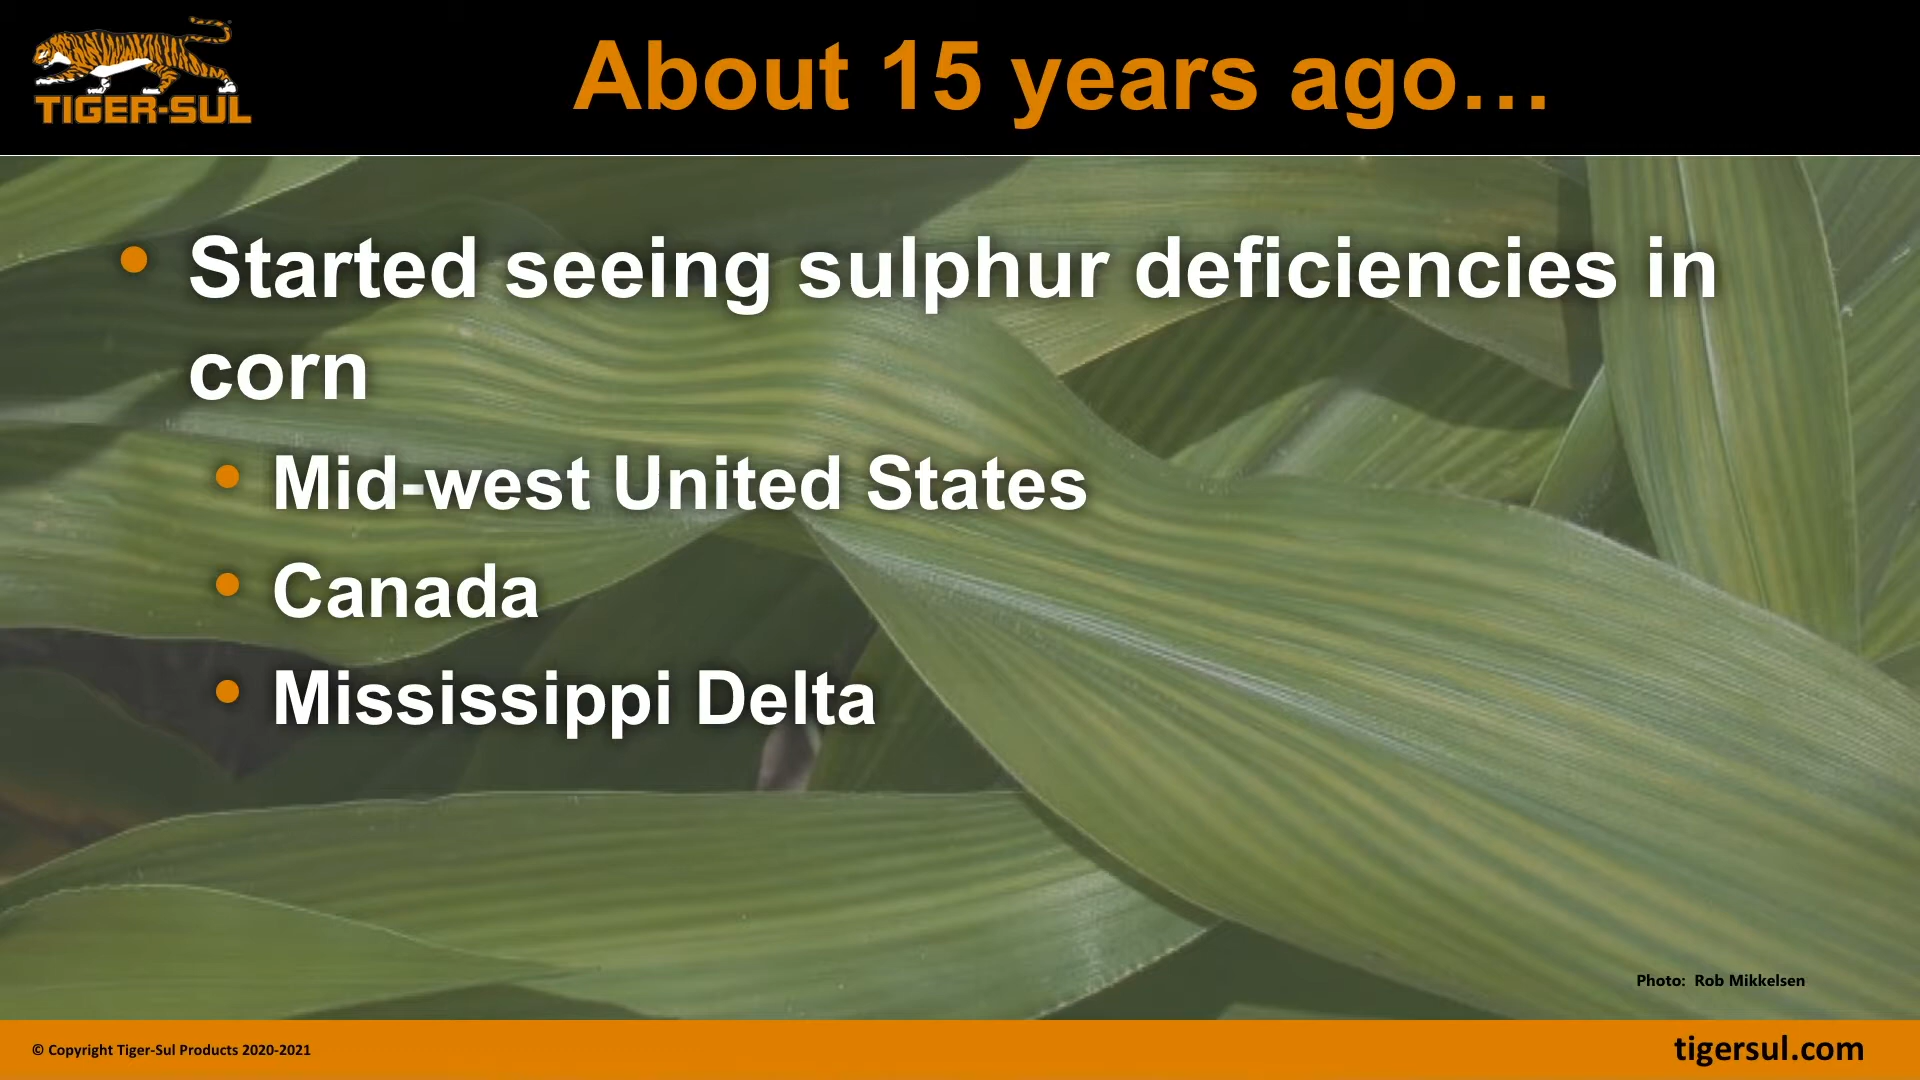 TIGER-SUL
About 15 years ago…
• Started seeing sulphur deficiencies in
corn
• Mid-west United States
• Canada
• Mississippi Delta
Photo: Rob Mikkelsen
© Copyright Tiger-Sul Products 2020-2021
tigersul.com